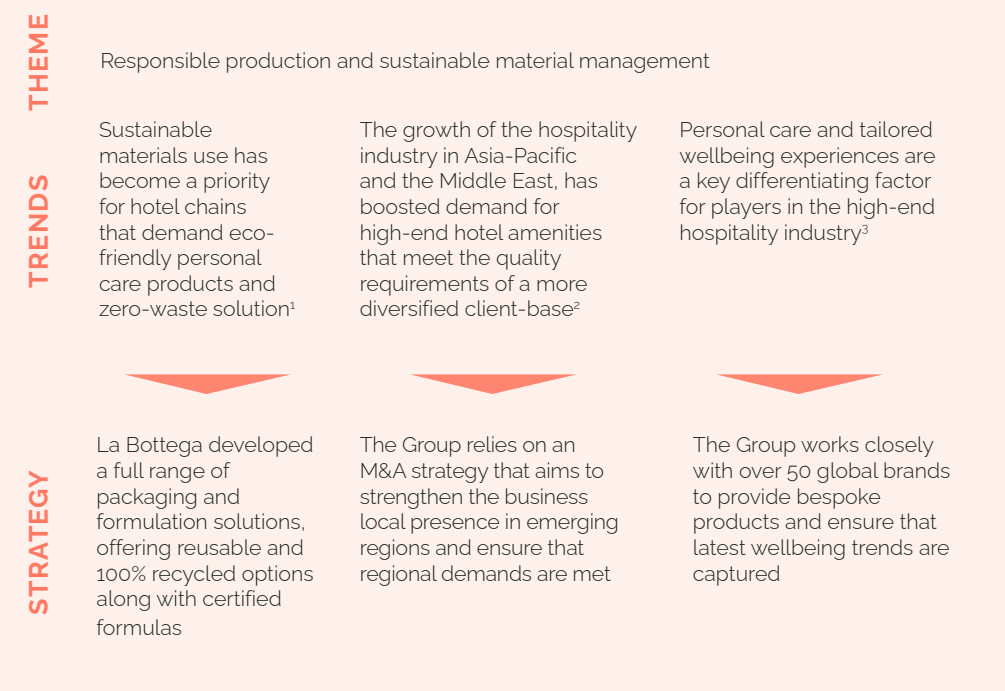 THEME
Responsible production and sustainable material management
TRENDS
Sustainable
materials use has
become a priority
for hotel chains
that demand eco-
friendly personal
care products and
zero-waste solution¹
The growth of the hospitality
industry in Asia-Pacific
and the Middle East, has
boosted demand for
high-end hotel amenities
that meet the quality
requirements of a more
diversified client-base²
Personal care and tailored
wellbeing experiences are
a key differentiating factor
for players in the high-end
hospitality industry³
STRATEGY
La Bottega developed
a full range of
packaging and
formulation solutions,
offering reusable and
100% recycled options
along with certified
formulas
The Group relies on an
M&A strategy that aims to
strengthen the business
local presence in emerging
regions and ensure that
regional demands are met
The Group works closely
with over 50 global brands
to provide bespoke
products and ensure that
latest wellbeing trends are
captured